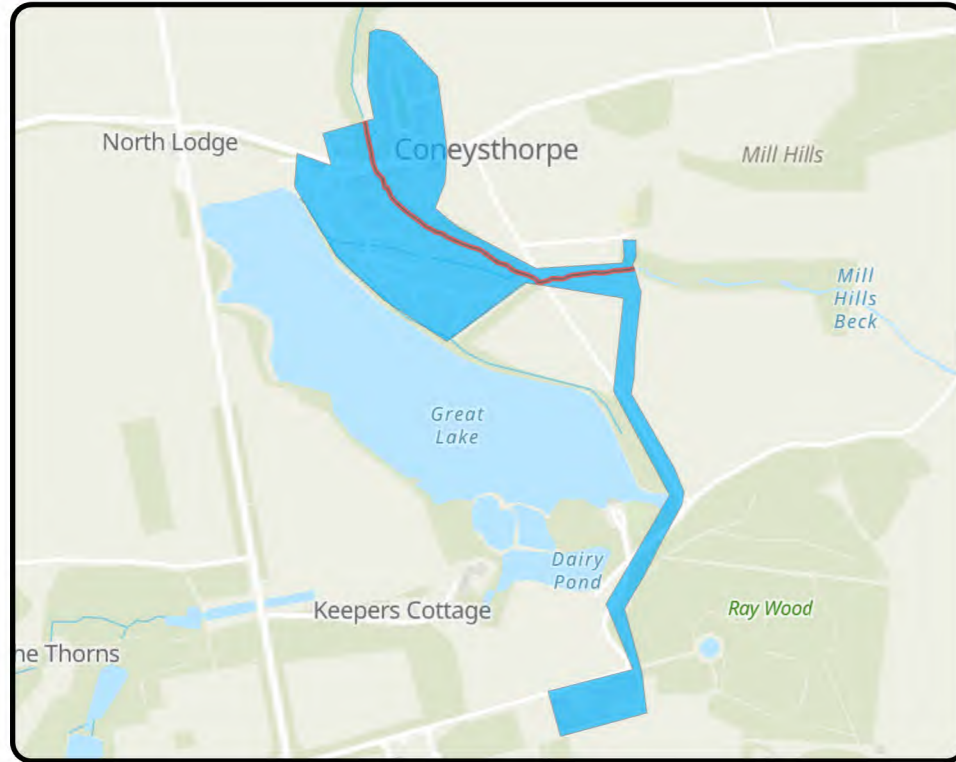 North Lodge
Coneysthorpe
Mill Hills
Mill
Hills
Beck
Great
Lake
Dairy
Pond
Keepers Cottage
Ray Wood
ne Thorns